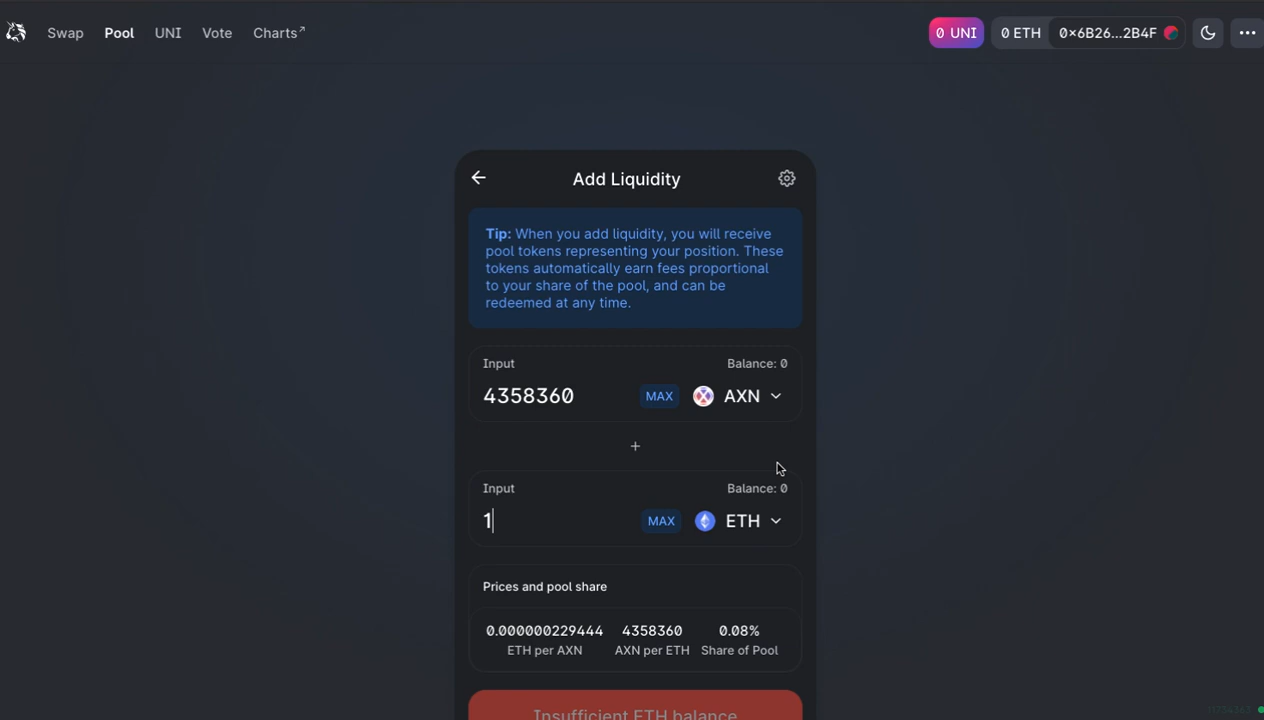 Swap Pool UNI Vote Charts↗ 0 UNI 0 ETH 0×6B26...2B4F
Add Liquidity
Tip: When you add liquidity, you will receive
pool tokens representing your position. These
tokens automatically earn fees proportional
to your share of the pool, and can be
redeemed at any time.
Input Balance: 0
4358360 MAX AXN
+
Input Balance: 0
1 MAX ETH
Prices and pool share
0.000000229444 4358360 0.08%
ETH per AXN AXN per ETH Share of Pool
Insufficient ETH balance